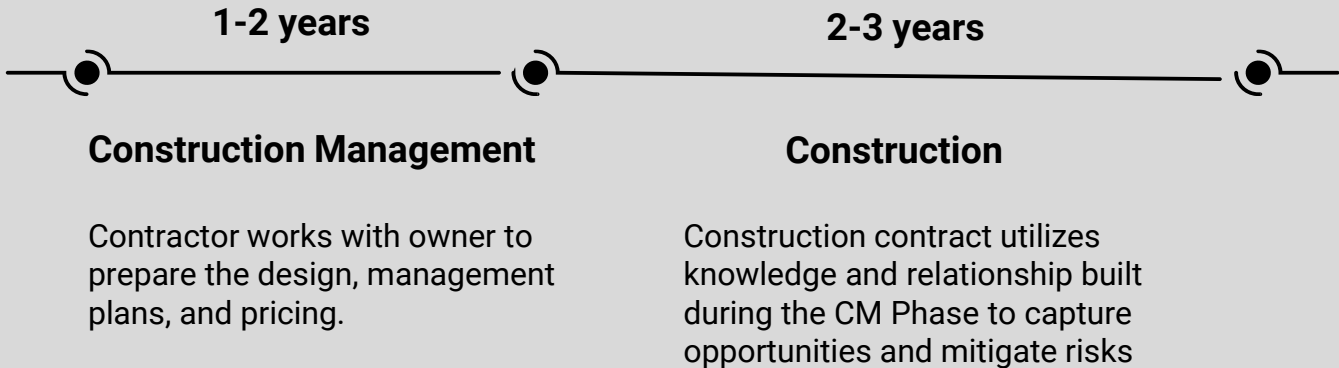 1-2 years
2-3 years
Construction Management
Construction
Contractor works with owner to
prepare the design, management
plans, and pricing.
Construction contract utilizes
knowledge and relationship built
during the CM Phase to capture
opportunities and mitigate risks